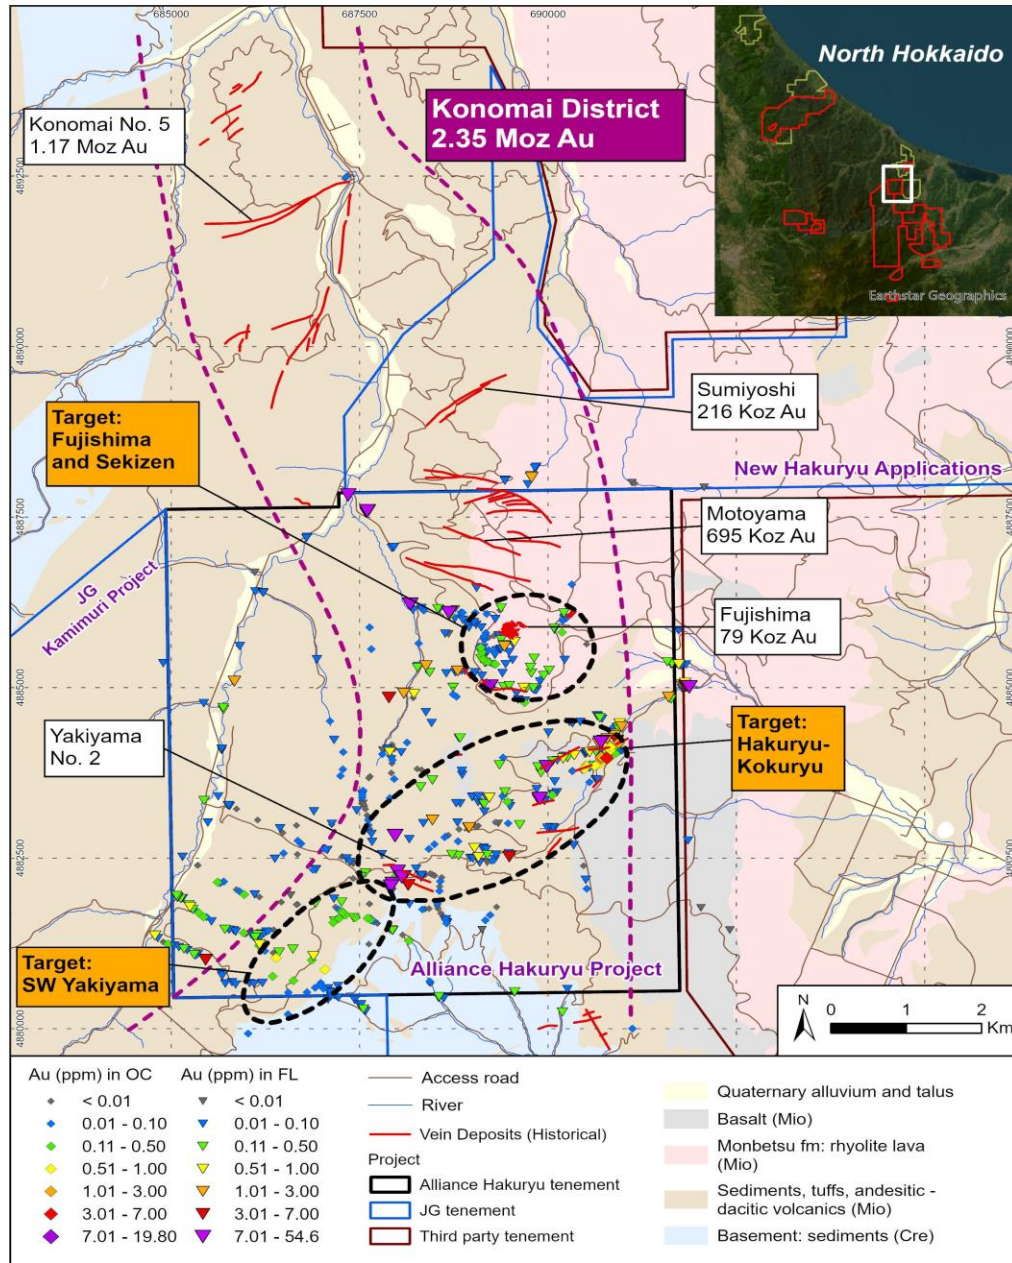 685000
687500
690000
North Hokkaido
Earthstar Geographics
Konomai District
2.35 Moz Au
Konomai No. 5
1.17 Moz Au
4892500
4892500
4890000
4890000
Sumiyoshi
216 Koz Au
Target:
Fujishima
and Sekizen
New Hakuryu Applications
4887500
4887500
Motoyama
695 Koz Au
JG
Kamimuri Project
Fujishima
79 Koz Au
4885000
4885000
Yakiyama
No. 2
Target:
Hakuryu-
Kokuryu
4882500
4882500
Target:
SW Yakiyama
Alliance Hakuryu Project
4880000
N
0 1 2
Km
Au (ppm) in OC
< 0.01
0.01 - 0.10
0.11 - 0.50
0.51 - 1.00
1.01 - 3.00
3.01 - 7.00
7.01 - 19.80
Au (ppm) in FL
< 0.01
0.01 - 0.10
0.11 - 0.50
0.51 - 1.00
1.01 - 3.00
3.01 - 7.00
7.01 - 54.6
Access road
River
Vein Deposits (Historical)
Project
Alliance Hakuryu tenement
JG tenement
Third party tenement
Quaternary alluvium and talus
Basalt (Mio)
Monbetsu fm: rhyolite lava
(Mio)
Sediments, tuffs, andesitic -
dacitic volcanics (Mio)
Basement: sediments (Cre)